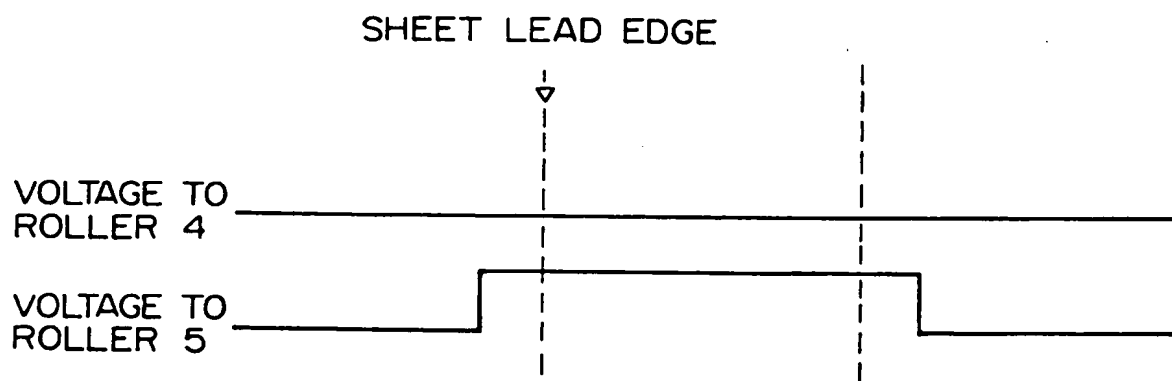 SHEET LEAD EDGE
VOLTAGE TO
ROLLER 4
VOLTAGE TO
ROLLER 5